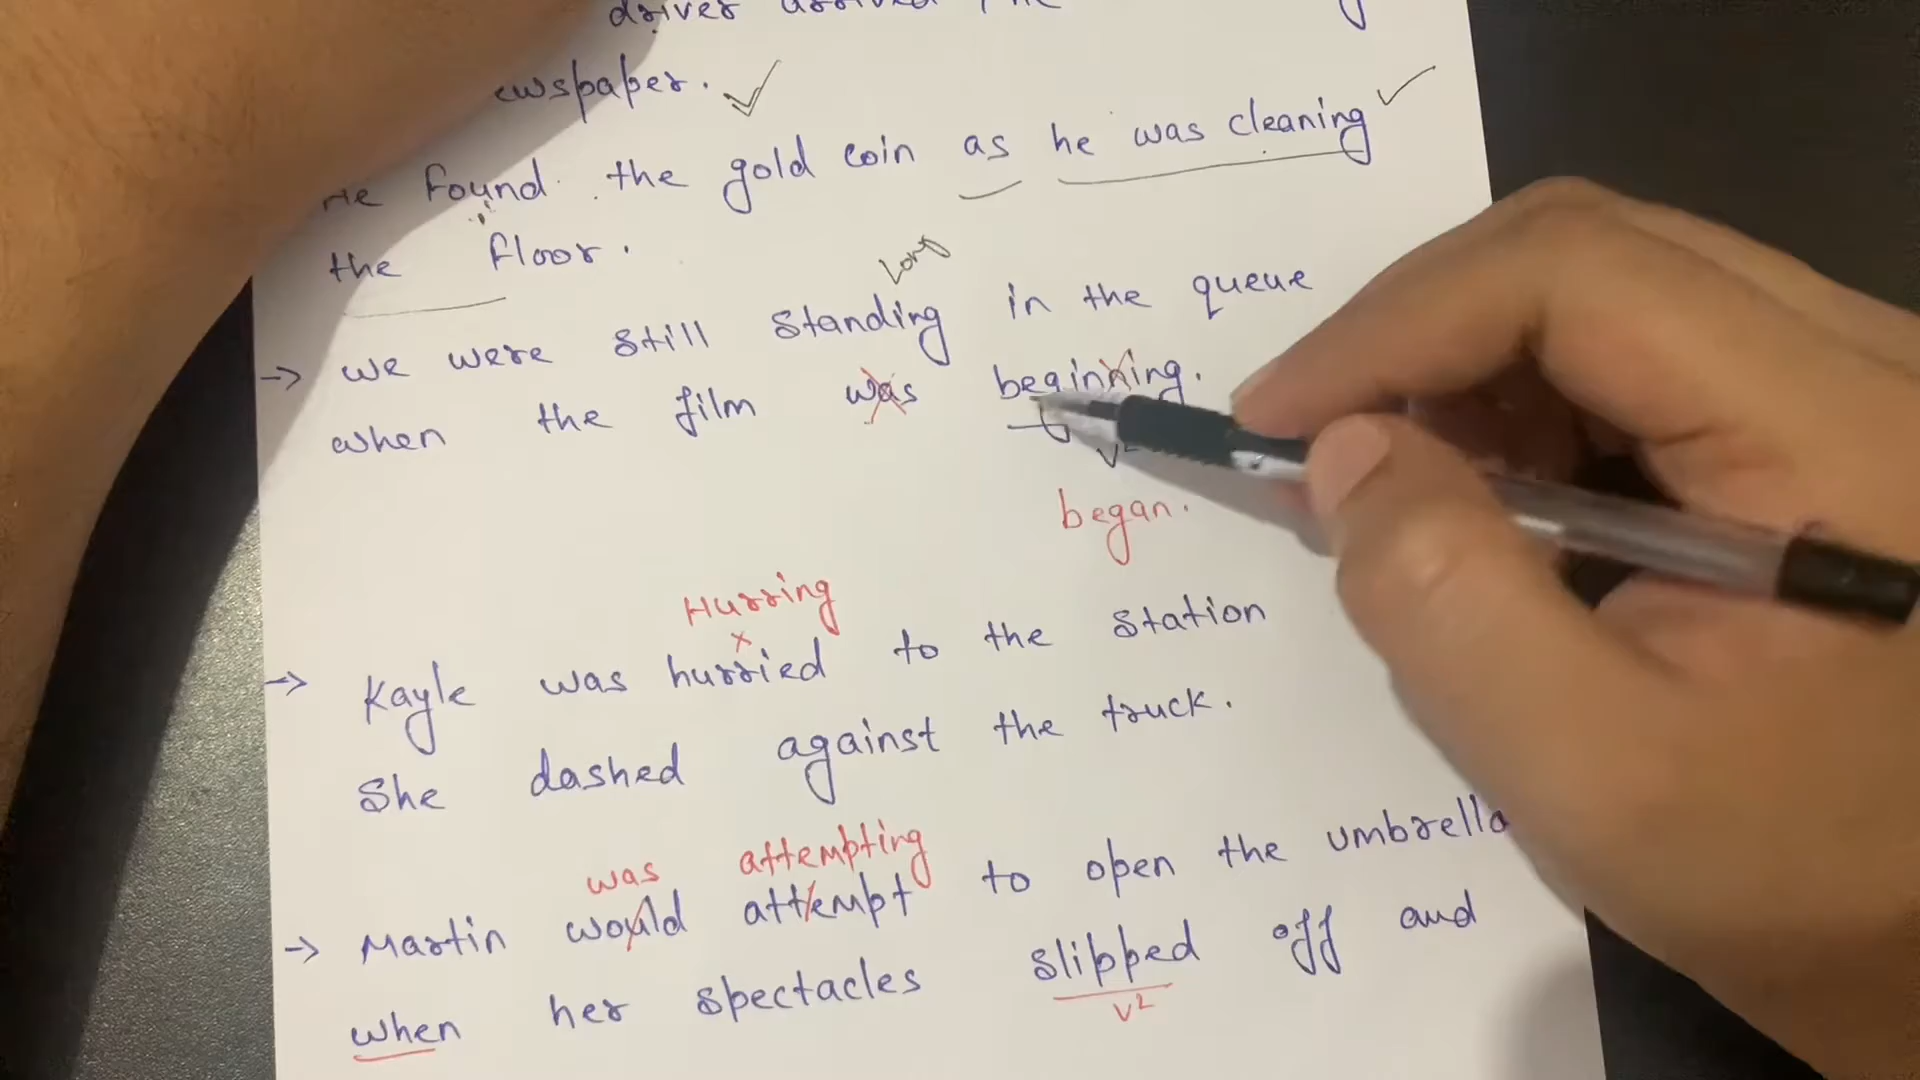 driver
ewspaper.
He found the gold coin as he was cleaning
the floor.
Long
→ we were still standing in the queue
when the film was beginning.
V2
began.
Hurring
→ Kayle was hurried to the station
She dashed against the truck.
was attempting
→ Martin would attempt to open the umbrella
when her spectacles slipped off and
V2